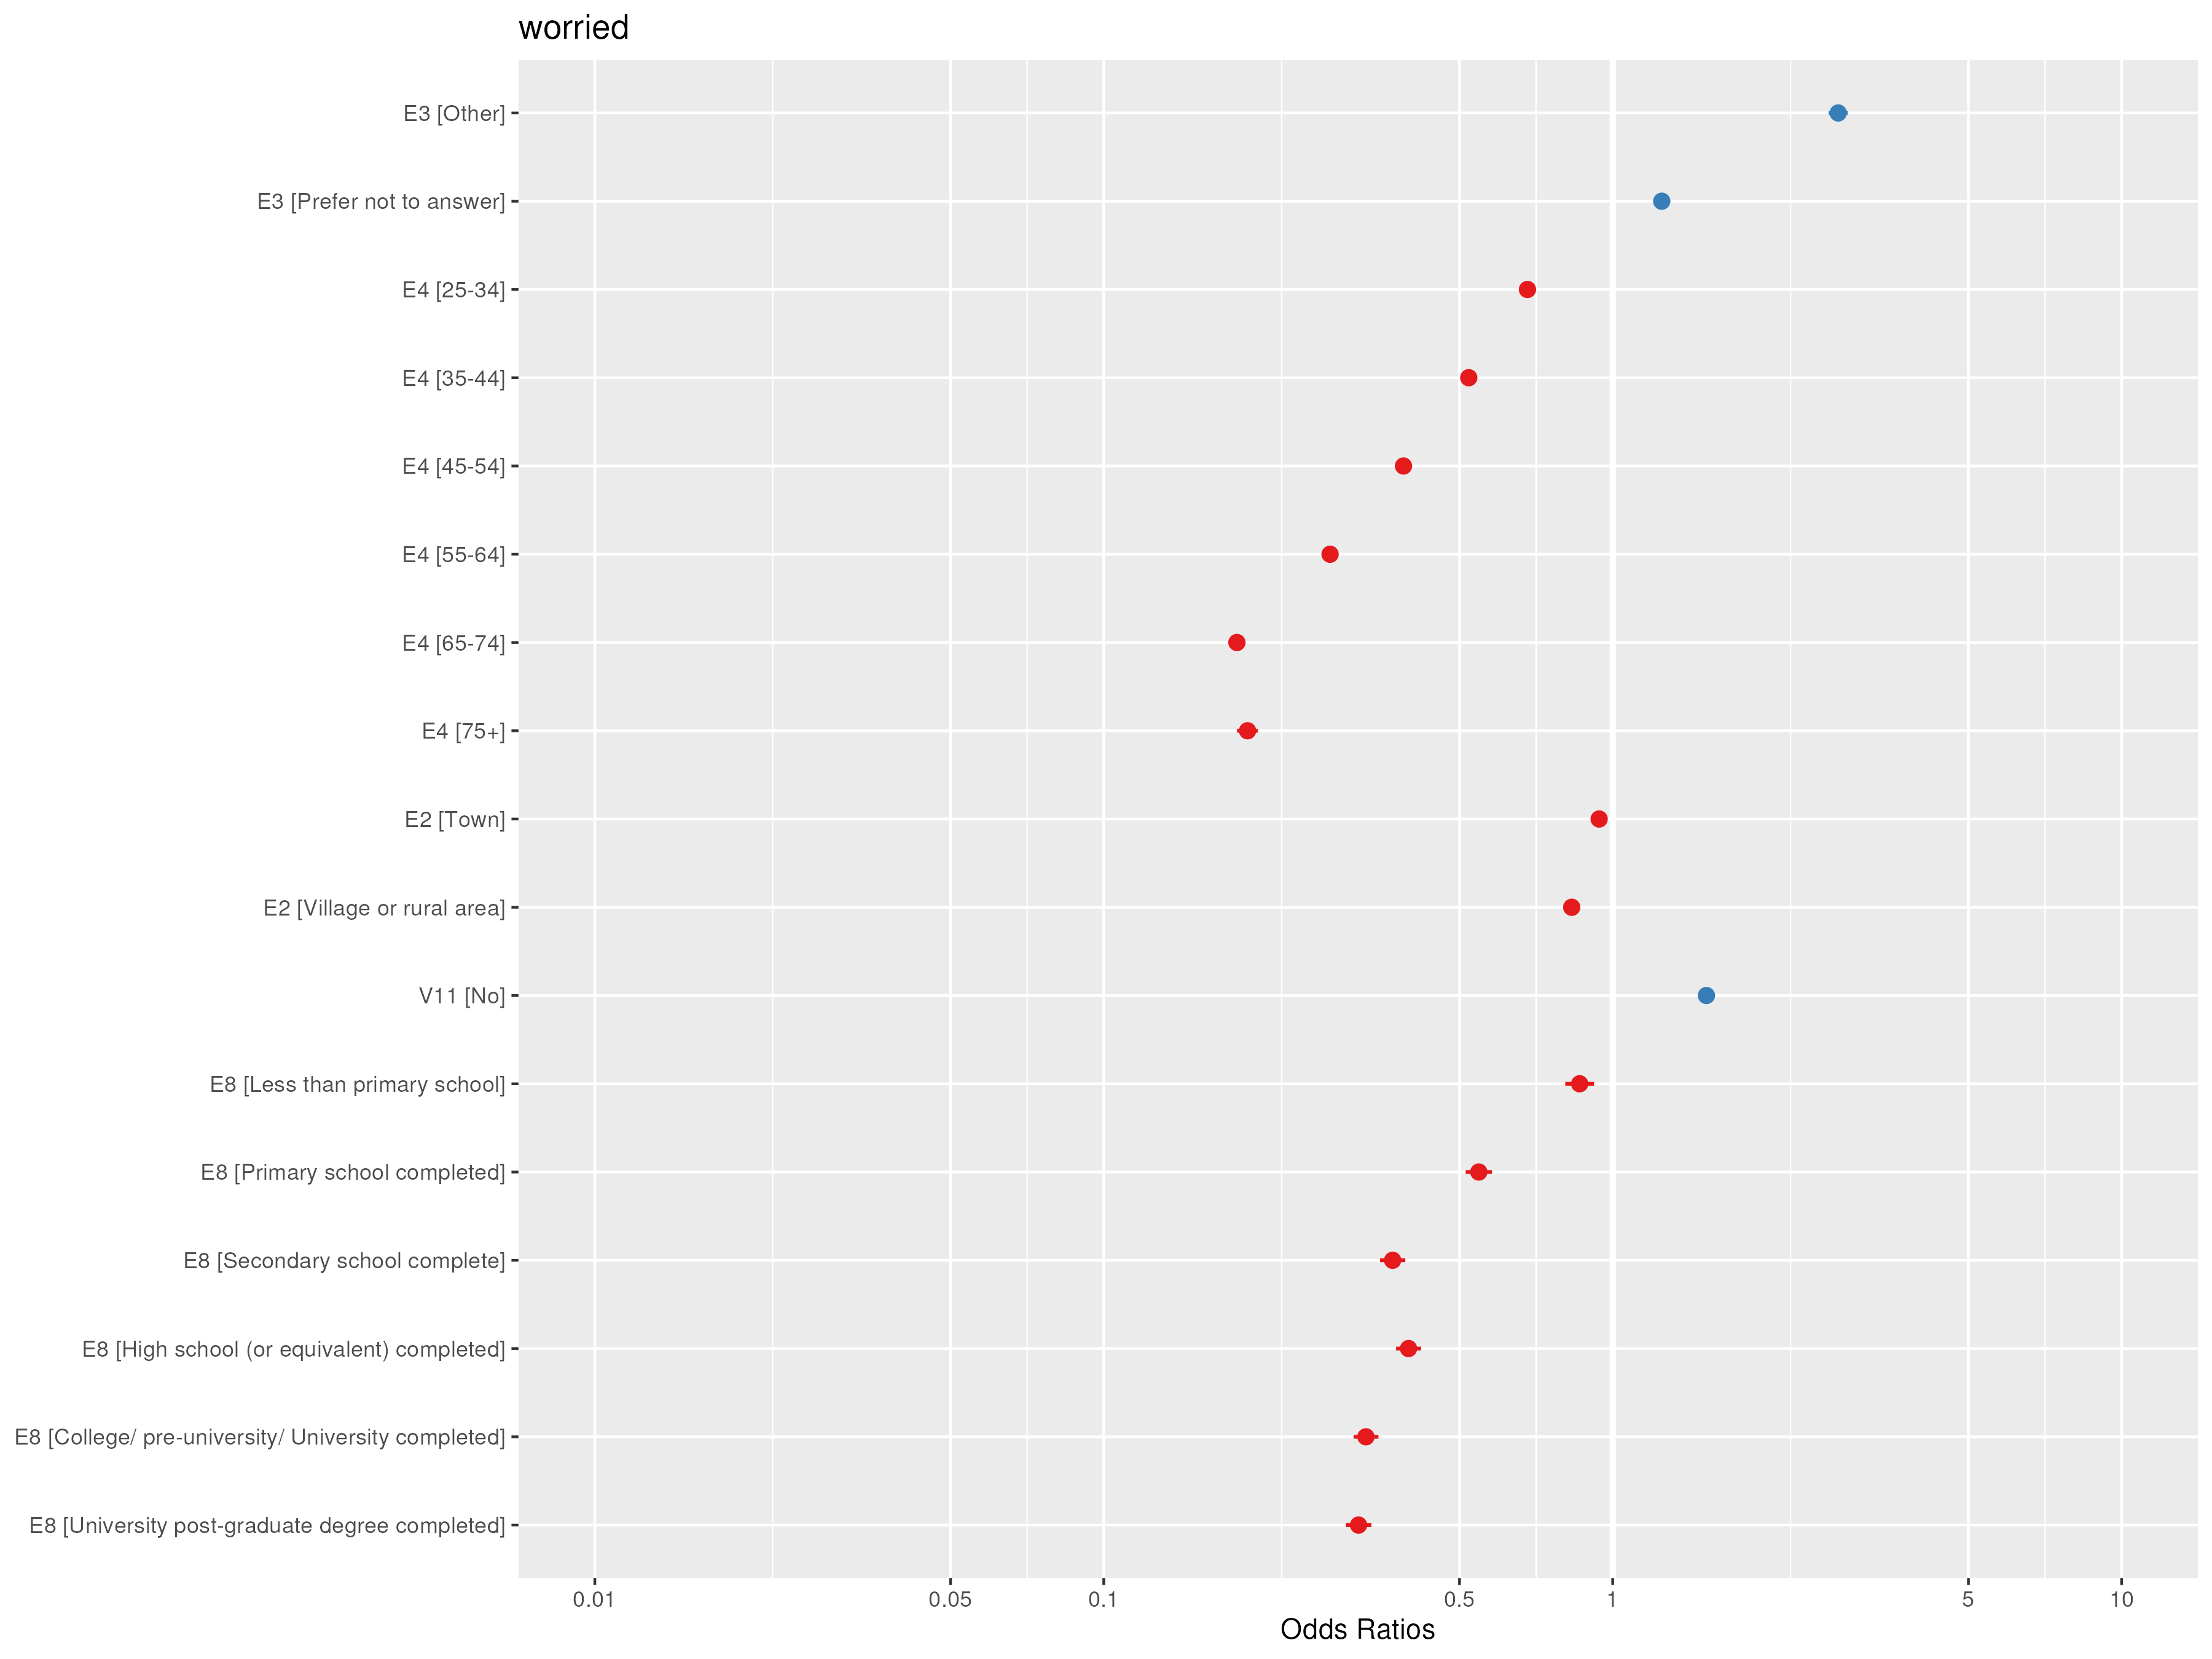 worried
E3 [Other]
E3 [Prefer not to answer]
E4 [25-34]
E4 [35-44]
E4 [45-54]
E4 [55-64]
E4 [65-74]
E4 [75+]
E2 [Town]
E2 [Village or rural area]
V11 [No]
E8 [Less than primary school]
E8 [Primary school completed]
E8 [Secondary school complete]
E8 [High school (or equivalent) completed]
E8 [College/ pre-university/ University completed]
E8 [University post-graduate degree completed]
0.01 0.05 0.1 0.5 1 5 10
Odds Ratios